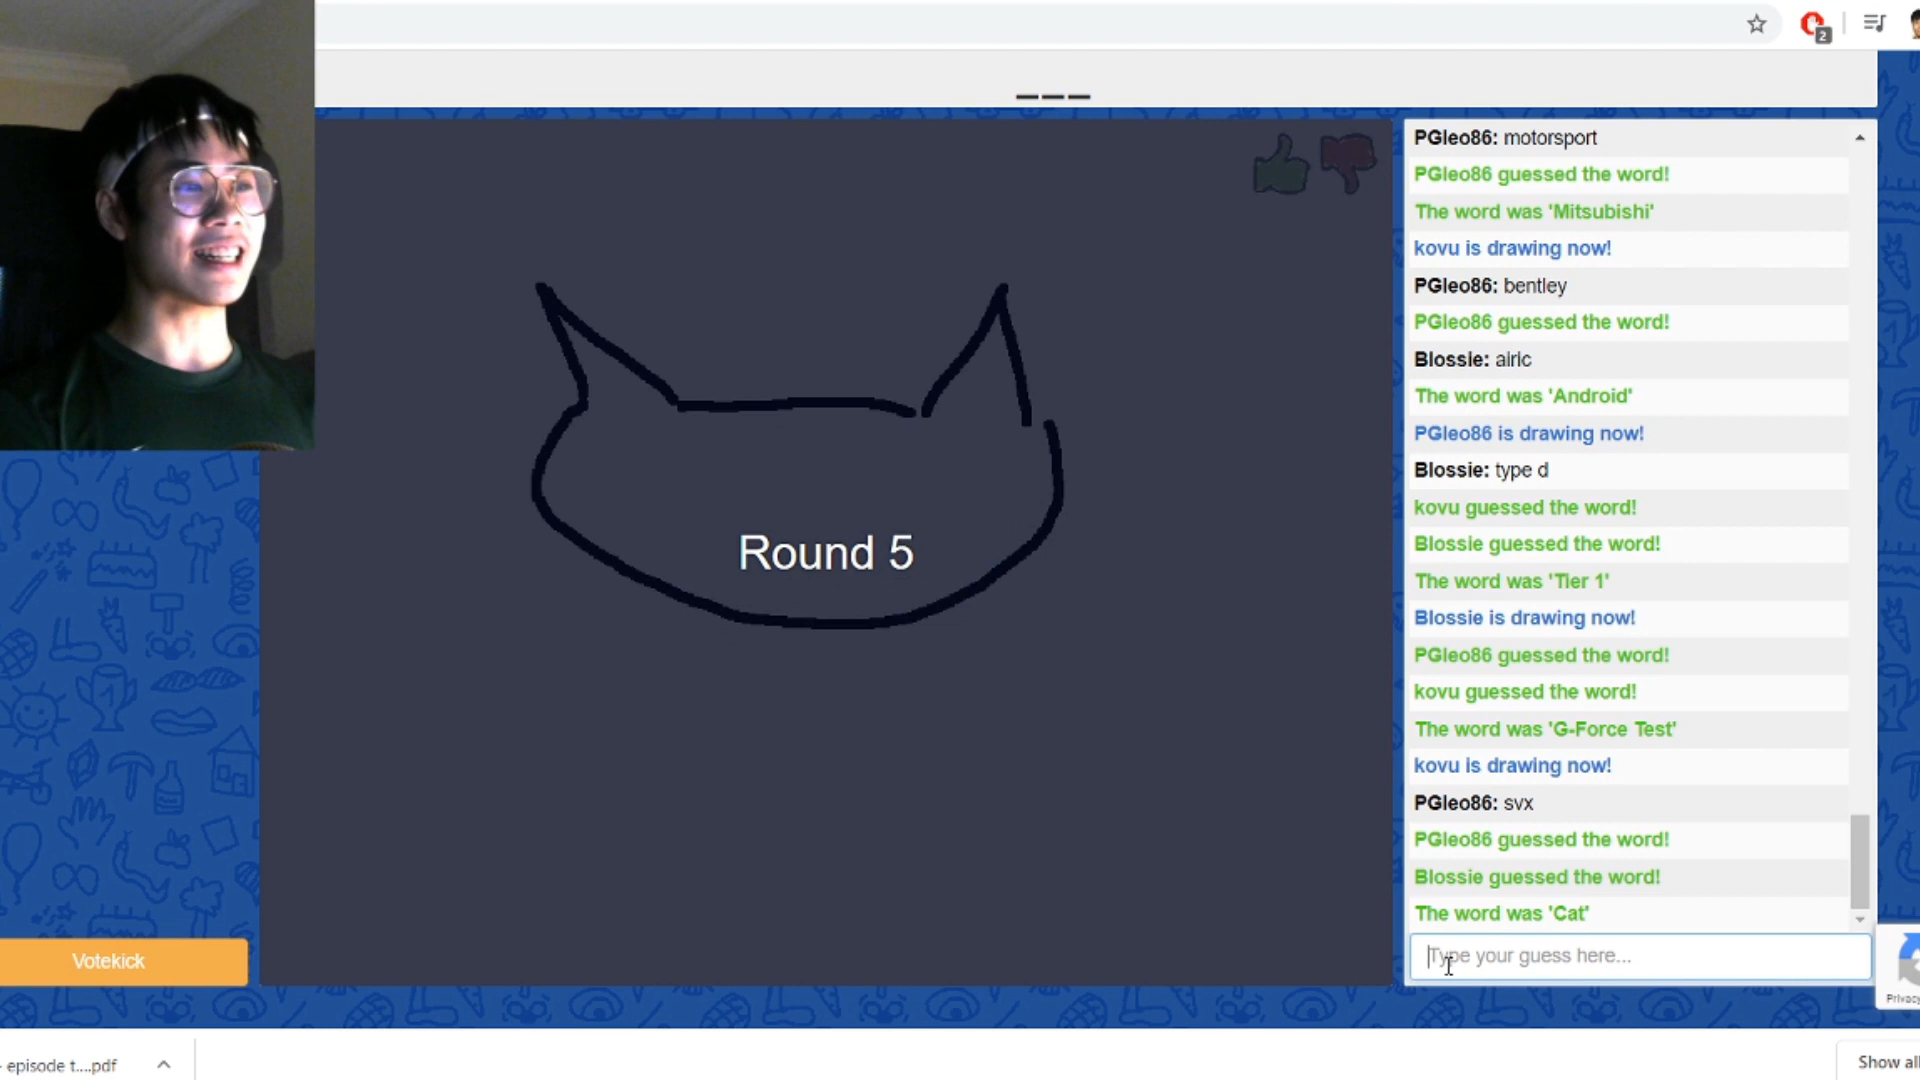 2
PGleo86: motorsport
PGleo86 guessed the word!
The word was 'Mitsubishi'
kovu is drawing now!
PGleo86: bentley
PGleo86 guessed the word!
Blossie: alric
The word was 'Android'
PGleo86 is drawing now!
Blossie: type d
kovu guessed the word!
Blossie guessed the word!
The word was 'Tier 1'
Blossie is drawing now!
PGleo86 guessed the word!
kovu guessed the word!
The word was 'G-Force Test'
kovu is drawing now!
PGleo86: svx
PGleo86 guessed the word!
Blossie guessed the word!
The word was 'Cat'
Type your guess here...
Round 5
Votekick
Privacy
- episode t....pdf
Show all